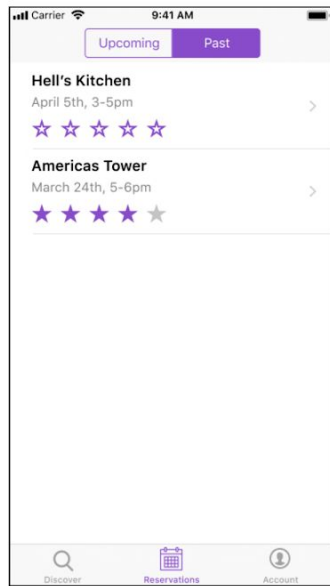 Carrier 9:41 AM
Upcoming Past
Hell's Kitchen
April 5th, 3-5pm
Americas Tower
March 24th, 5-6pm
Discover Reservations Account